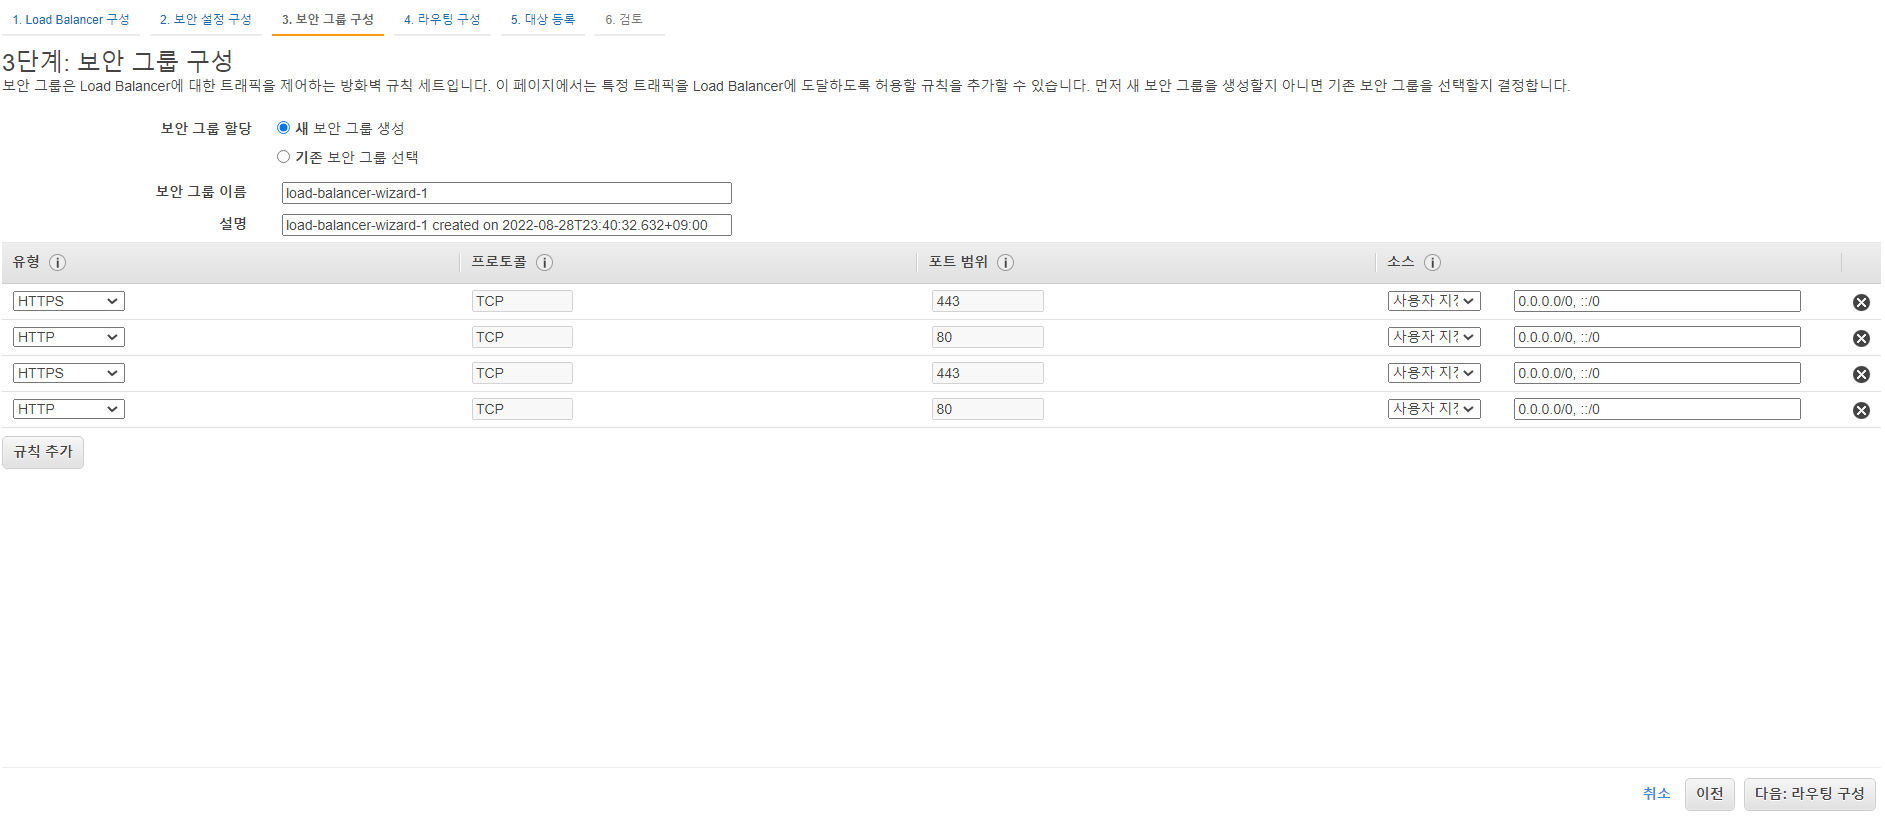 1. Load Balancer 구성 2. 보안 설정 구성 3. 보안 그룹 구성 4. 라우팅 구성 5. 대상 등록 6. 검토
3단계: 보안 그룹 구성
보안 그룹은 Load Balancer에 대한 트래픽을 제어하는 방화벽 규칙 세트입니다. 이 페이지에서는 특정 트래픽을 Load Balancer에 도달하도록 허용할 규칙을 추가할 수 있습니다. 먼저 새 보안 그룹을 생성할지 아니면 기존 보안 그룹을 선택할지 결정합니다.
보안 그룹 할당 새 보안 그룹 생성
기존 보안 그룹 선택
보안 그룹 이름 load-balancer-wizard-1
설명 load-balancer-wizard-1 created on 2022-08-28T23:40:32.632+09:00
유형 i 프로토콜 i 포트 범위 i 소스 i
HTTPS TCP 443 사용자 지정 0.0.0.0/0, ::/0
HTTP TCP 80 사용자 지정 0.0.0.0/0, ::/0
HTTPS TCP 443 사용자 지정 0.0.0.0/0, ::/0
HTTP TCP 80 사용자 지정 0.0.0.0/0, ::/0
규칙 추가
취소 이전 다음: 라우팅 구성